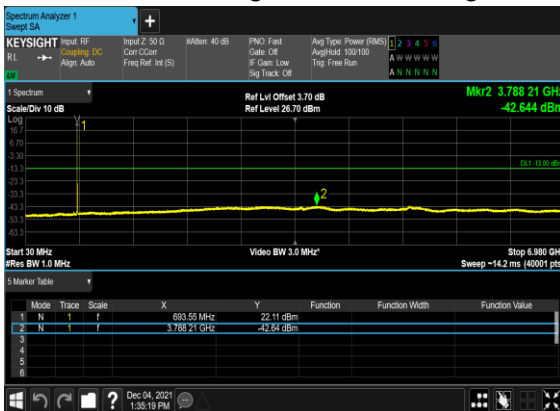 Spectrum Analyzer 1
Swept SA
+
KEYSIGHT Input: RF Input Z: 50 Ω #Atten: 40 dB PNO: Fast Avg Type: Power (RMS) 1 2 3 4 5 6
RL Coupling: DC Corr CCorr Gate: Off Avg|Hold: 100/100 A W W W W W
Align: Auto Freq Ref: Int (S) IF Gain: Low Trig: Free Run
LV Sig Track: Off A N N N N N
1 Spectrum Ref Lvl Offset 3.70 dB Mkr2 3.788 21 GHz
Scale/Div 10 dB Ref Level 26.70 dBm -42.644 dBm
Log
1
16.7
6.70
-3.30
-13.3 DL1 -13.00 dBm
-23.3
-33.3
2
-43.3
-53.3
-63.3
Start 30 MHz Video BW 3.0 MHz* Stop 6.980 GHz
#Res BW 1.0 MHz Sweep ~14.2 ms (40001 pts)
5 Marker Table
Mode Trace Scale X Y Function Function Width Function Value
1 N 1 f 693.55 MHz 22.11 dBm
2 N 1 f 3.788 21 GHz -42.64 dBm
3
4
5
6
? Dec 04, 2021
1:35:19 PM